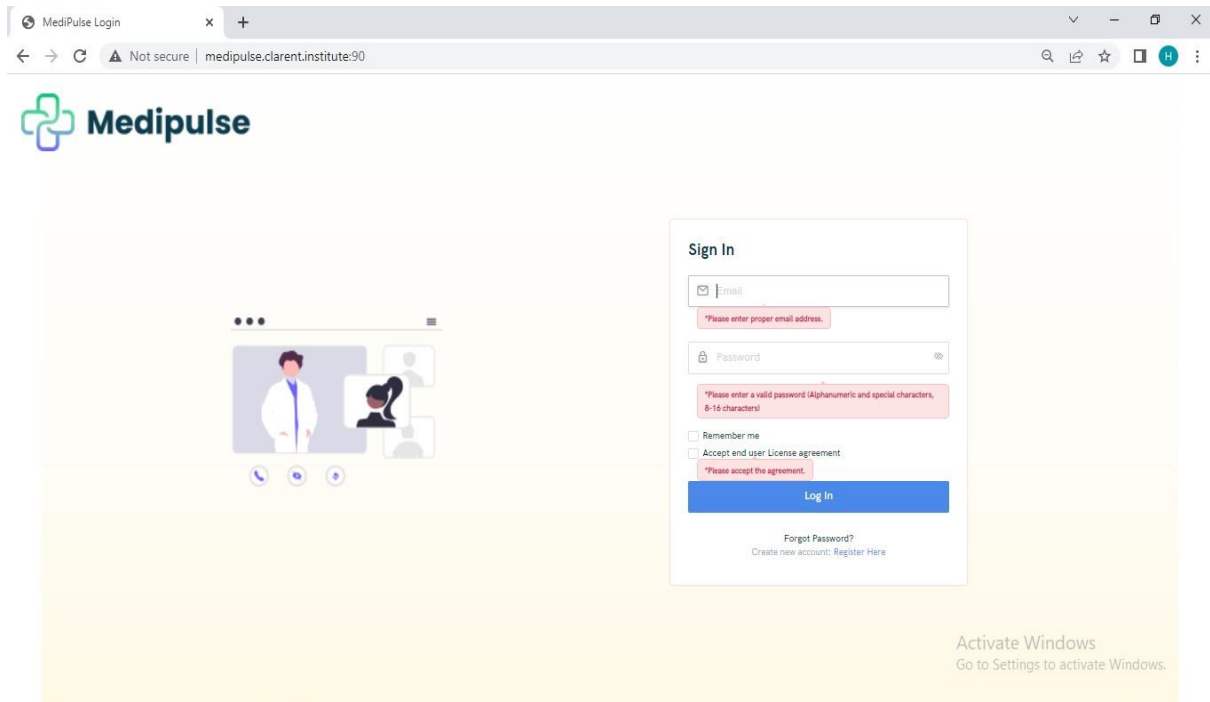 MediPulse Login
Not secure | medipulse.clarent.institute:90
H
Medipulse
Sign In
Email
*Please enter proper email address.
Password
*Please enter a valid password (Alphanumeric and special characters,
8-16 characters)
Remember me
Accept end user License agreement
*Please accept the agreement.
Log In
Forgot Password?
Create new account: Register Here
Activate Windows
Go to Settings to activate Windows.